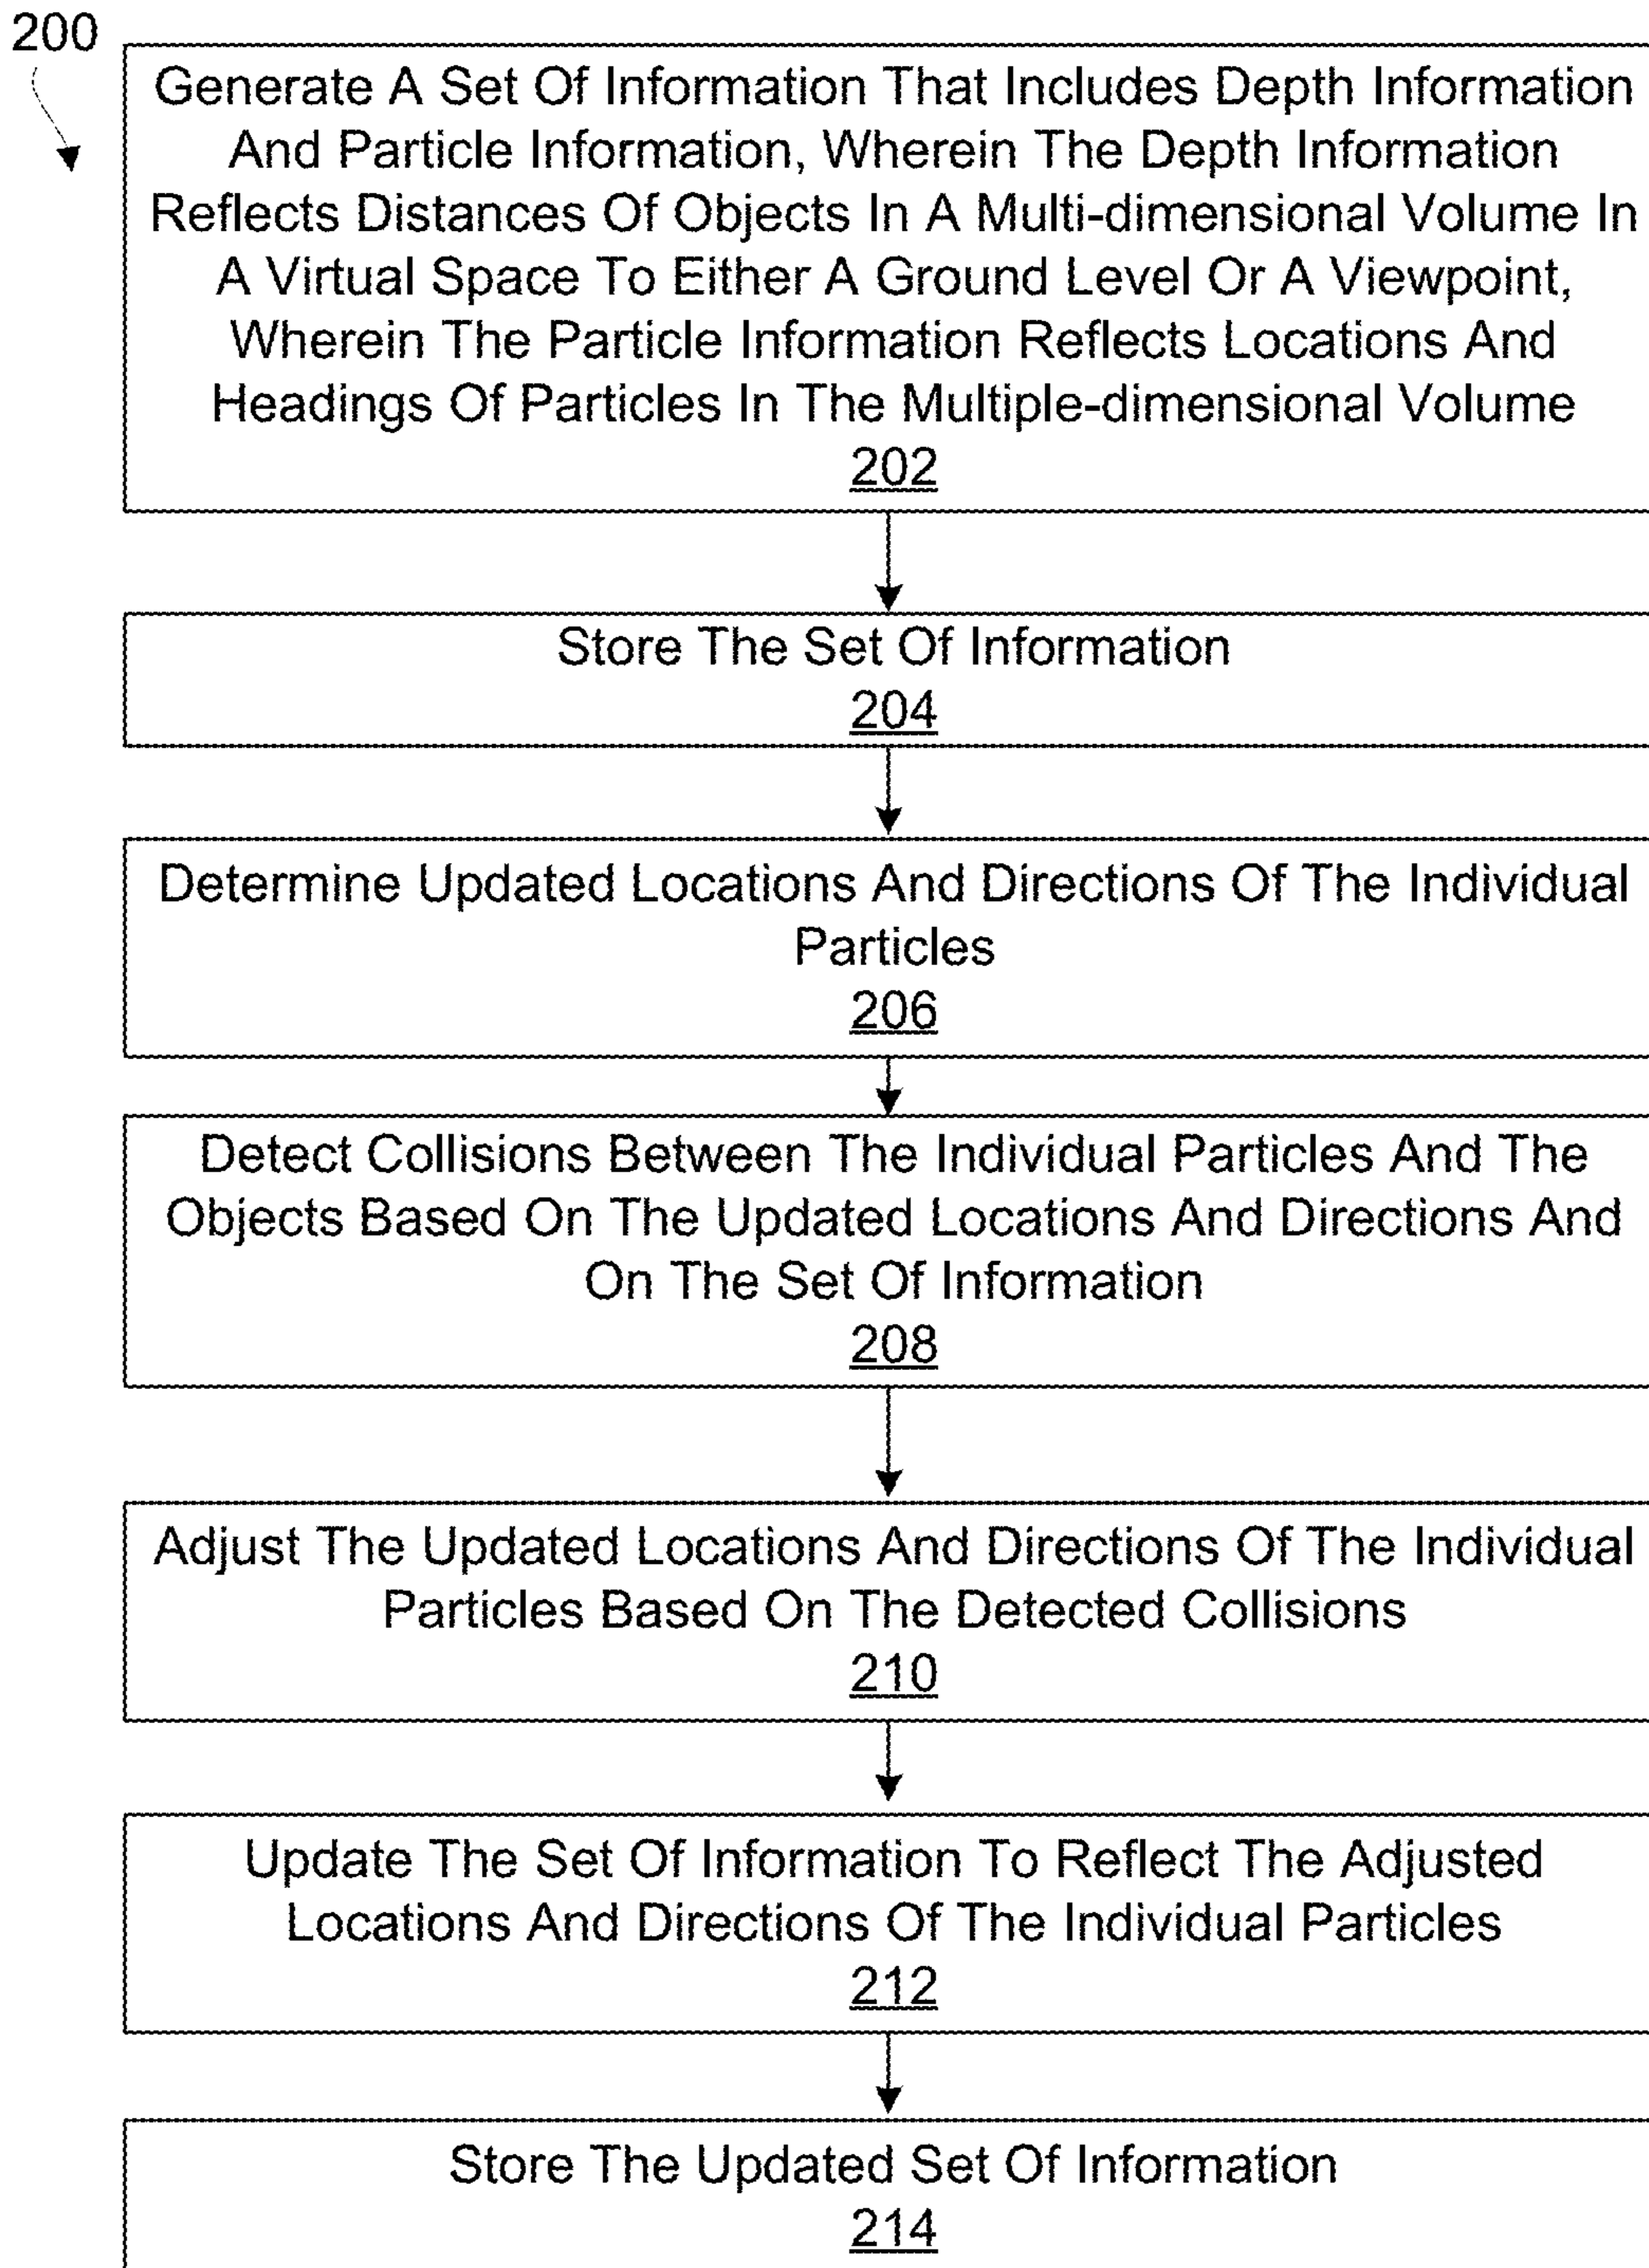 200
Generate A Set Of Information That Includes Depth Information
And Particle Information, Wherein The Depth Information
Reflects Distances Of Objects In A Multi-dimensional Volume In
A Virtual Space To Either A Ground Level Or A Viewpoint,
Wherein The Particle Information Reflects Locations And
Headings Of Particles In The Multiple-dimensional Volume
202
Store The Set Of Information
204
Determine Updated Locations And Directions Of The Individual
Particles
206
Detect Collisions Between The Individual Particles And The
Objects Based On The Updated Locations And Directions And
On The Set Of Information
208
Adjust The Updated Locations And Directions Of The Individual
Particles Based On The Detected Collisions
210
Update The Set Of Information To Reflect The Adjusted
Locations And Directions Of The Individual Particles
212
Store The Updated Set Of Information
214